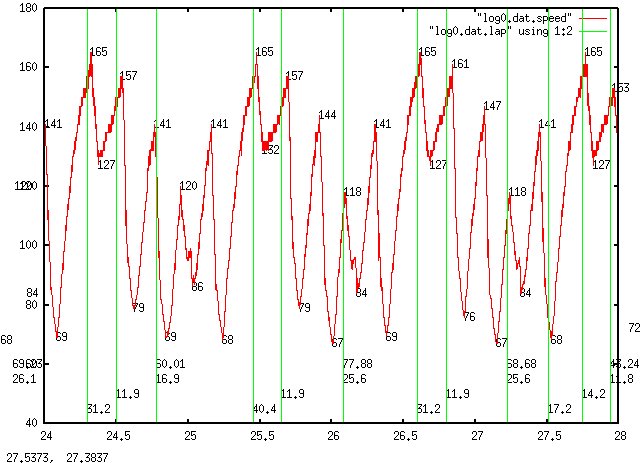 180
"log0.dat.speed"
"log0.dat.lap" using 1:2
165 165 165 165
161
160
157 157
153
147
144
141 141 141 141 141 141
140
132
127 127 127
120
120 118 118
100
86
84 84 84
80
79 79
76
72
69 69 69
68 68 68
67 67
60
60.01 77.88 68.68
26.1 16.9 25.6 25.6 11.8
11.9 11.9 11.9 14.2
31.2 40.4 31.2 17.2
40
24 24.5 25 25.5 26 26.5 27 27.5 28
27.5373, 27.3837